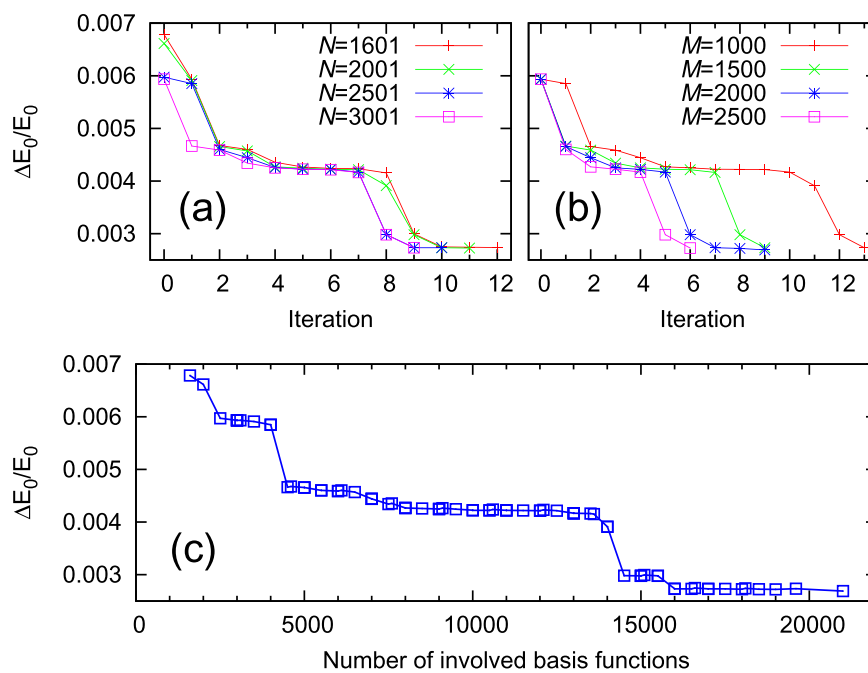 0.007
0.006
0.005
0.004
0.003
ΔE0/E0
N=1601
N=2001
N=2501
N=3001
(a)
0 2 4 6 8 10 12
Iteration
M=1000
M=1500
M=2000
M=2500
(b)
0 2 4 6 8 10 12
Iteration
0.007
0.006
0.005
0.004
0.003
ΔE0/E0
(c)
0 5000 10000 15000 20000
Number of involved basis functions